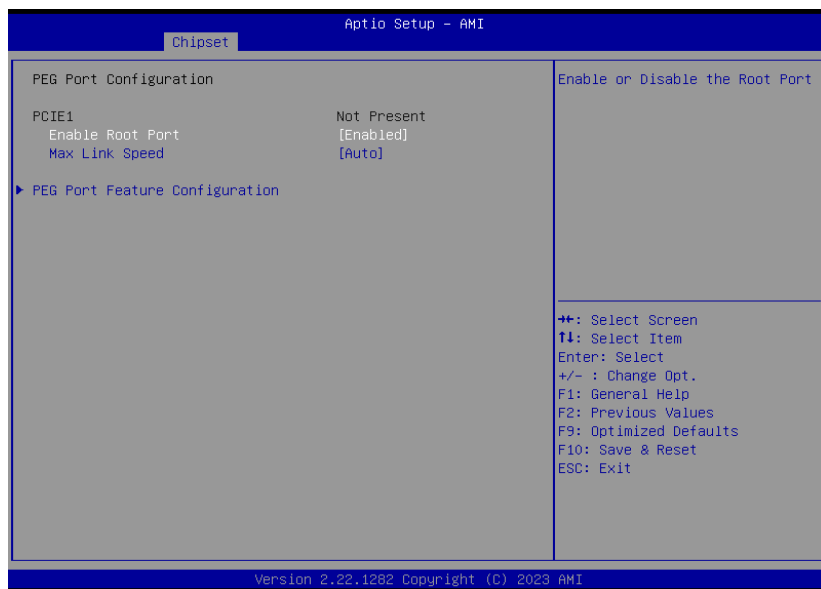 Aptio Setup – AMI
Chipset
PEG Port Configuration
PCIE1 Not Present
Enable Root Port [Enabled]
Max Link Speed [Auto]
▶ PEG Port Feature Configuration
Enable or Disable the Root Port
→←: Select Screen
↑↓: Select Item
Enter: Select
+/- : Change Opt.
F1: General Help
F2: Previous Values
F9: Optimized Defaults
F10: Save & Reset
ESC: Exit
Version 2.22.1282 Copyright (C) 2023 AMI